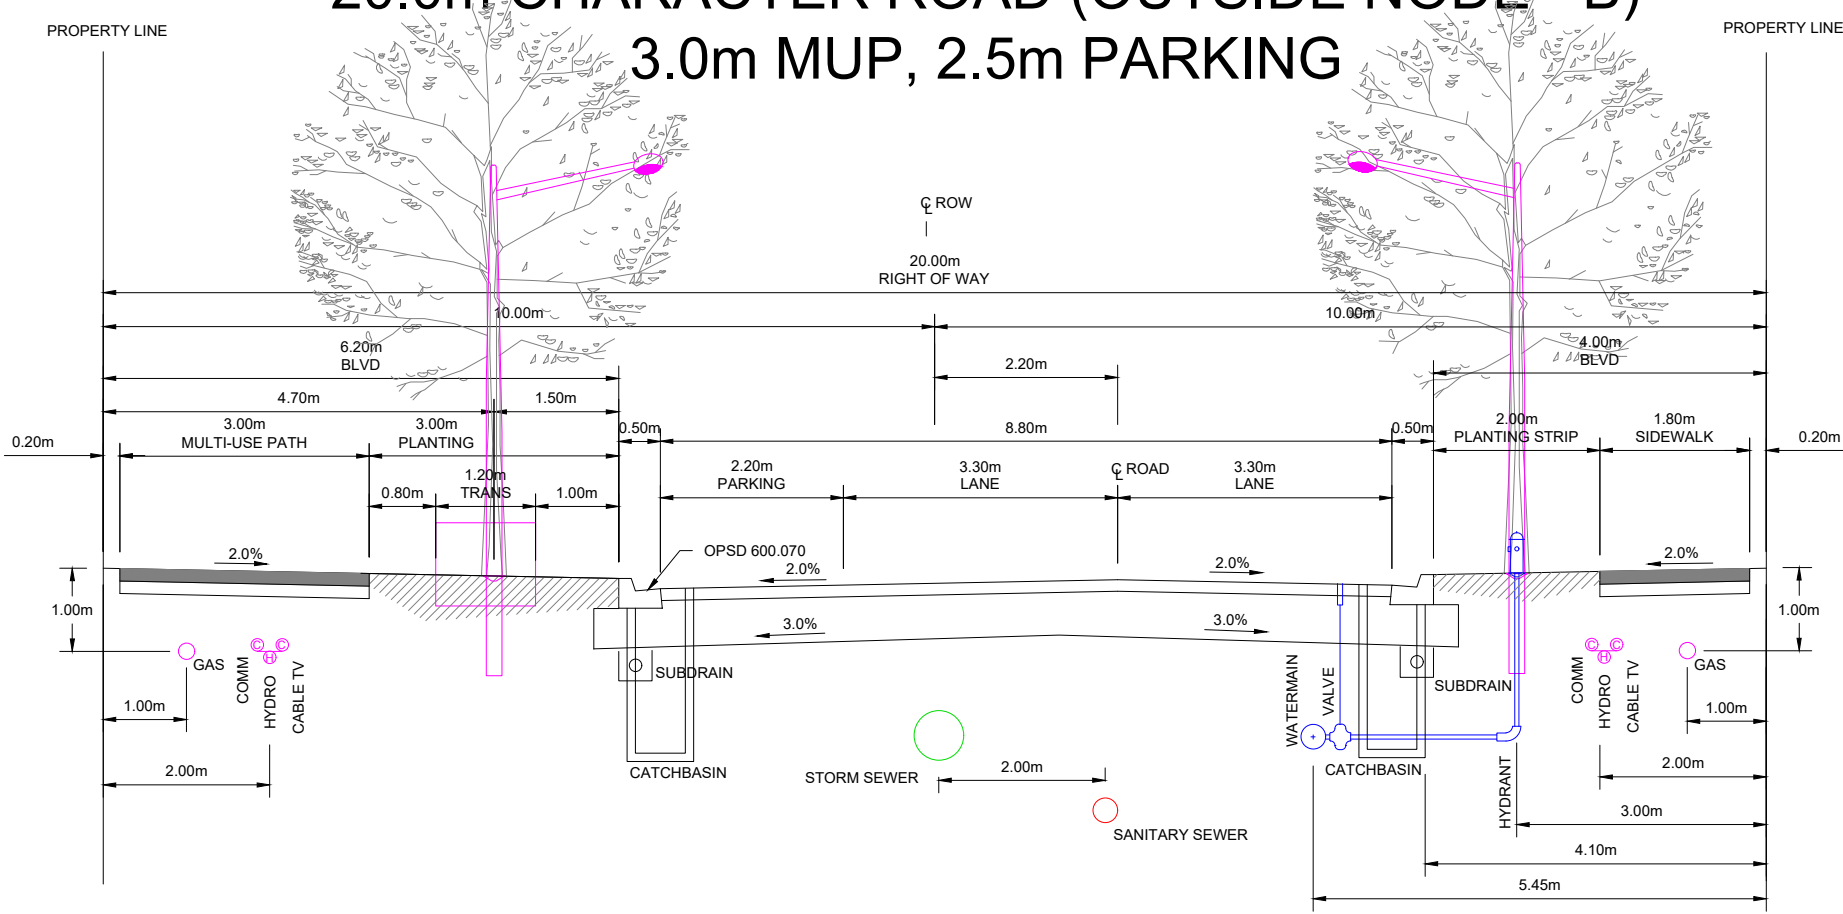 20.0m CHARACTER ROAD (OUTSIDE NODE - B)
3.0m MUP, 2.5m PARKING
PROPERTY LINE
PROPERTY LINE
℄ ROW
20.00m
RIGHT OF WAY
10.00m
10.00m
6.20m
BLVD
4.00m
BLVD
2.20m
4.70m
1.50m
0.20m
3.00m
MULTI-USE PATH
3.00m
PLANTING
0.50m
8.80m
0.50m
2.00m
PLANTING STRIP
1.80m
SIDEWALK
0.20m
0.80m
1.20m
TRANS
1.00m
2.20m
PARKING
3.30m
LANE
℄ ROAD
3.30m
LANE
2.0%
OPSD 600.070
2.0%
2.0%
2.0%
1.00m
1.00m
3.0%
3.0%
GAS
COMM
HYDRO
CABLE TV
C
C
H
SUBDRAIN
WATERMAIN
VALVE
SUBDRAIN
COMM
HYDRO
CABLE TV
C
C
H
GAS
1.00m
1.00m
2.00m
CATCHBASIN
STORM SEWER
2.00m
CATCHBASIN
HYDRANT
2.00m
SANITARY SEWER
3.00m
4.10m
5.45m